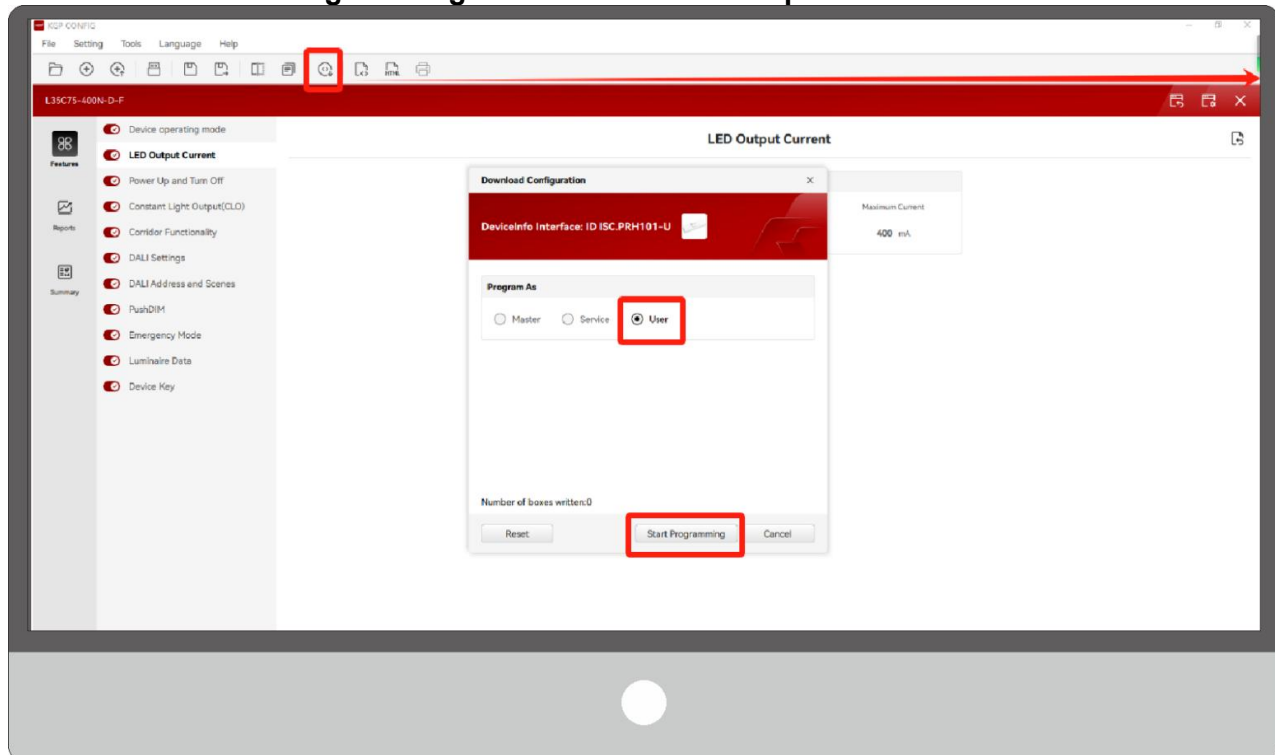 KGP CONFIG
File Setting Tools Language Help
HTML
L35C75-400N-D-F
Features
Reports
Summary
Device operating mode
LED Output Current
Power Up and Turn Off
Constant Light Output(CLO)
Corridor Functionality
DALI Settings
DALI Address and Scenes
PushDIM
Emergency Mode
Luminaire Data
Device Key
LED Output Current
Maximum Current
400 mA
Download Configuration
DeviceInfo Interface: ID ISC.PRH101-U
Program As
Master Service User
Number of boxes written:0
Reset Start Programming Cancel